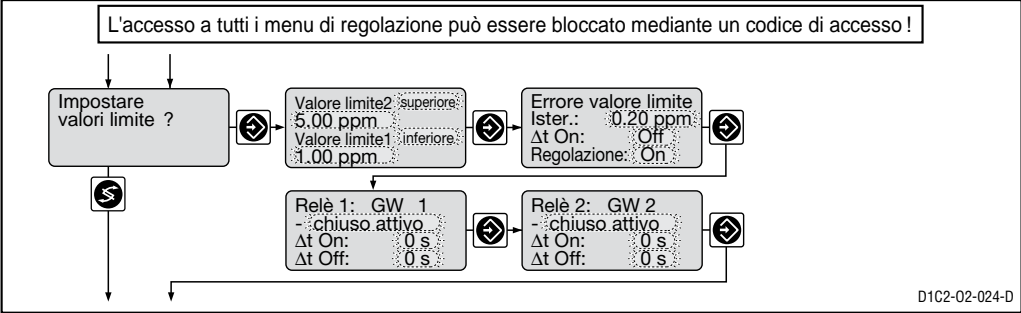 L'accesso a tutti i menu di regolazione può essere bloccato mediante un codice di accesso !
Impostare
valori limite ?
Valore limite2 superiore
5.00 ppm
Valore limite1 inferiore
1.00 ppm
Errore valore limite
Ister.: 0.20 ppm
Δt On: Off
Regolazione: On
Relè 1: GW 1
- chiuso attivo
Δt On: 0 s
Δt Off: 0 s
Relè 2: GW 2
- chiuso attivo
Δt On: 0 s
Δt Off: 0 s
D1C2-O2-024-D